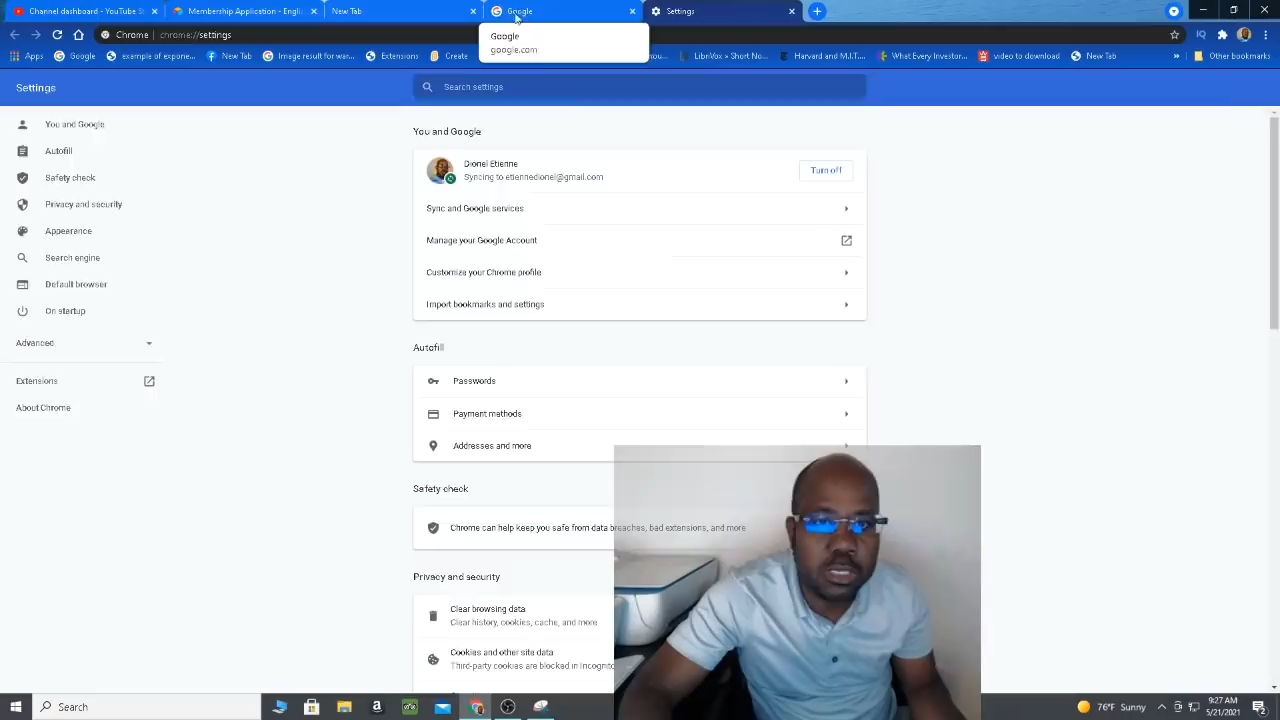 Channel dashboard - YouTube S
Membership Application - Engli
New Tab
Google
Settings
Chrome | chrome://settings
Google
google.com
Apps
Google
example of experie...
New Tab
Image result for war...
Extensions
Create
LibriVox > Short No...
Harvard and M.I.T....
What Every Investor...
video to download
New Tab
»
Other bookmarks
Settings
Search settings
You and Google
Autofill
Safety check
Privacy and security
Appearance
Search engine
Default browser
On startup
Advanced
Extensions
About Chrome
You and Google
Dionel Etienne
Syncing to etiennedionel@gmail.com
Turn off
Sync and Google services
Manage your Google Account
Customize your Chrome profile
Import bookmarks and settings
Autofill
Passwords
Payment methods
Addresses and more
Safety check
Chrome can help keep you safe from data breaches, bad extensions, and more
Privacy and security
Clear browsing data
Clear history, cookies, cache, and more
Cookies and other site data
Third-party cookies are blocked in Incognito
Search
76°F Sunny
9:27 AM
5/21/2021